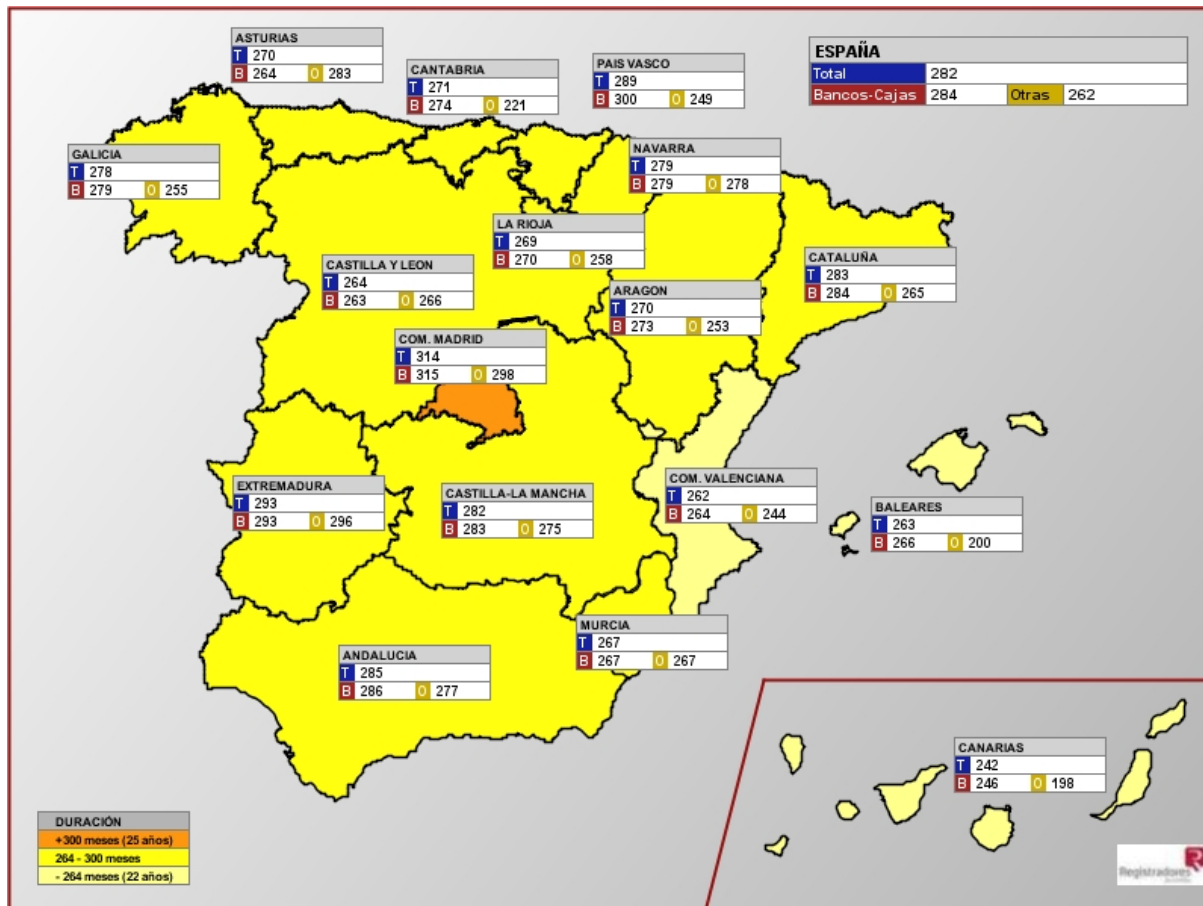 ASTURIAS
T 270
B 264 O 283
CANTABRIA
T 271
B 274 O 221
PAIS VASCO
T 289
B 300 O 249
ESPAÑA
Total 282
Bancos-Cajas 284 Otras 262
GALICIA
T 278
B 279 O 255
NAVARRA
T 279
B 279 O 278
LA RIOJA
T 269
B 270 O 258
CASTILLA Y LEON
T 264
B 263 O 266
CATALUÑA
T 283
B 284 O 265
ARAGON
T 270
B 273 O 253
COM. MADRID
T 314
B 315 O 298
EXTREMADURA
T 293
B 293 O 296
CASTILLA-LA MANCHA
T 282
B 283 O 275
COM. VALENCIANA
T 262
B 264 O 244
BALEARES
T 263
B 266 O 200
MURCIA
T 267
B 267 O 267
ANDALUCIA
T 285
B 286 O 277
CANARIAS
T 242
B 246 O 198
DURACIÓN
+300 meses (25 años)
264 - 300 meses
- 264 meses (22 años)
R
Registradores